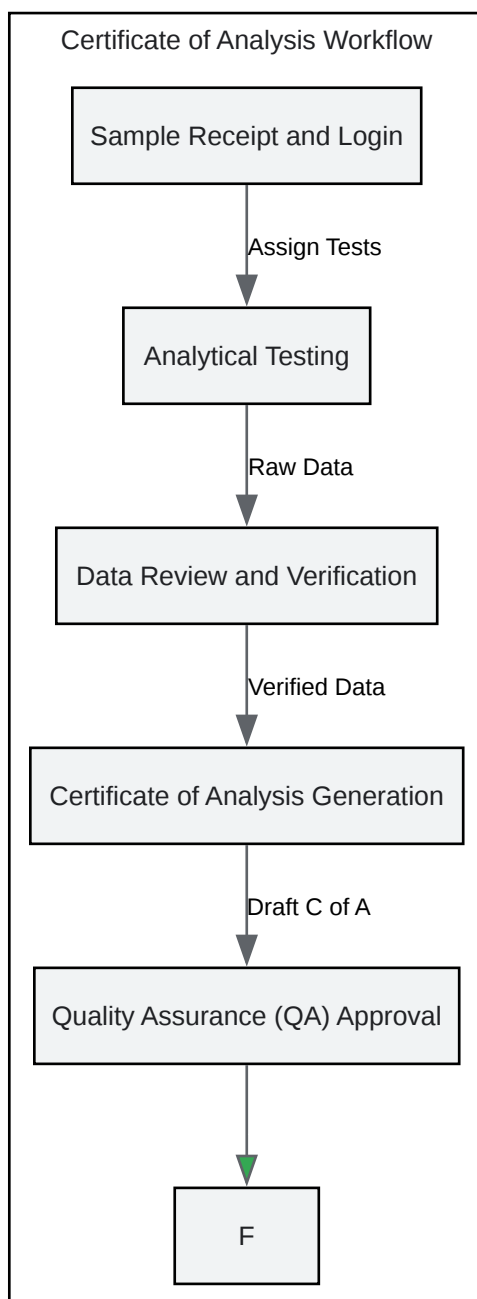 Certificate of Analysis Workflow
Sample Receipt and Login
Assign Tests
Analytical Testing
Raw Data
Data Review and Verification
Verified Data
Certificate of Analysis Generation
Draft C of A
Quality Assurance (QA) Approval
F